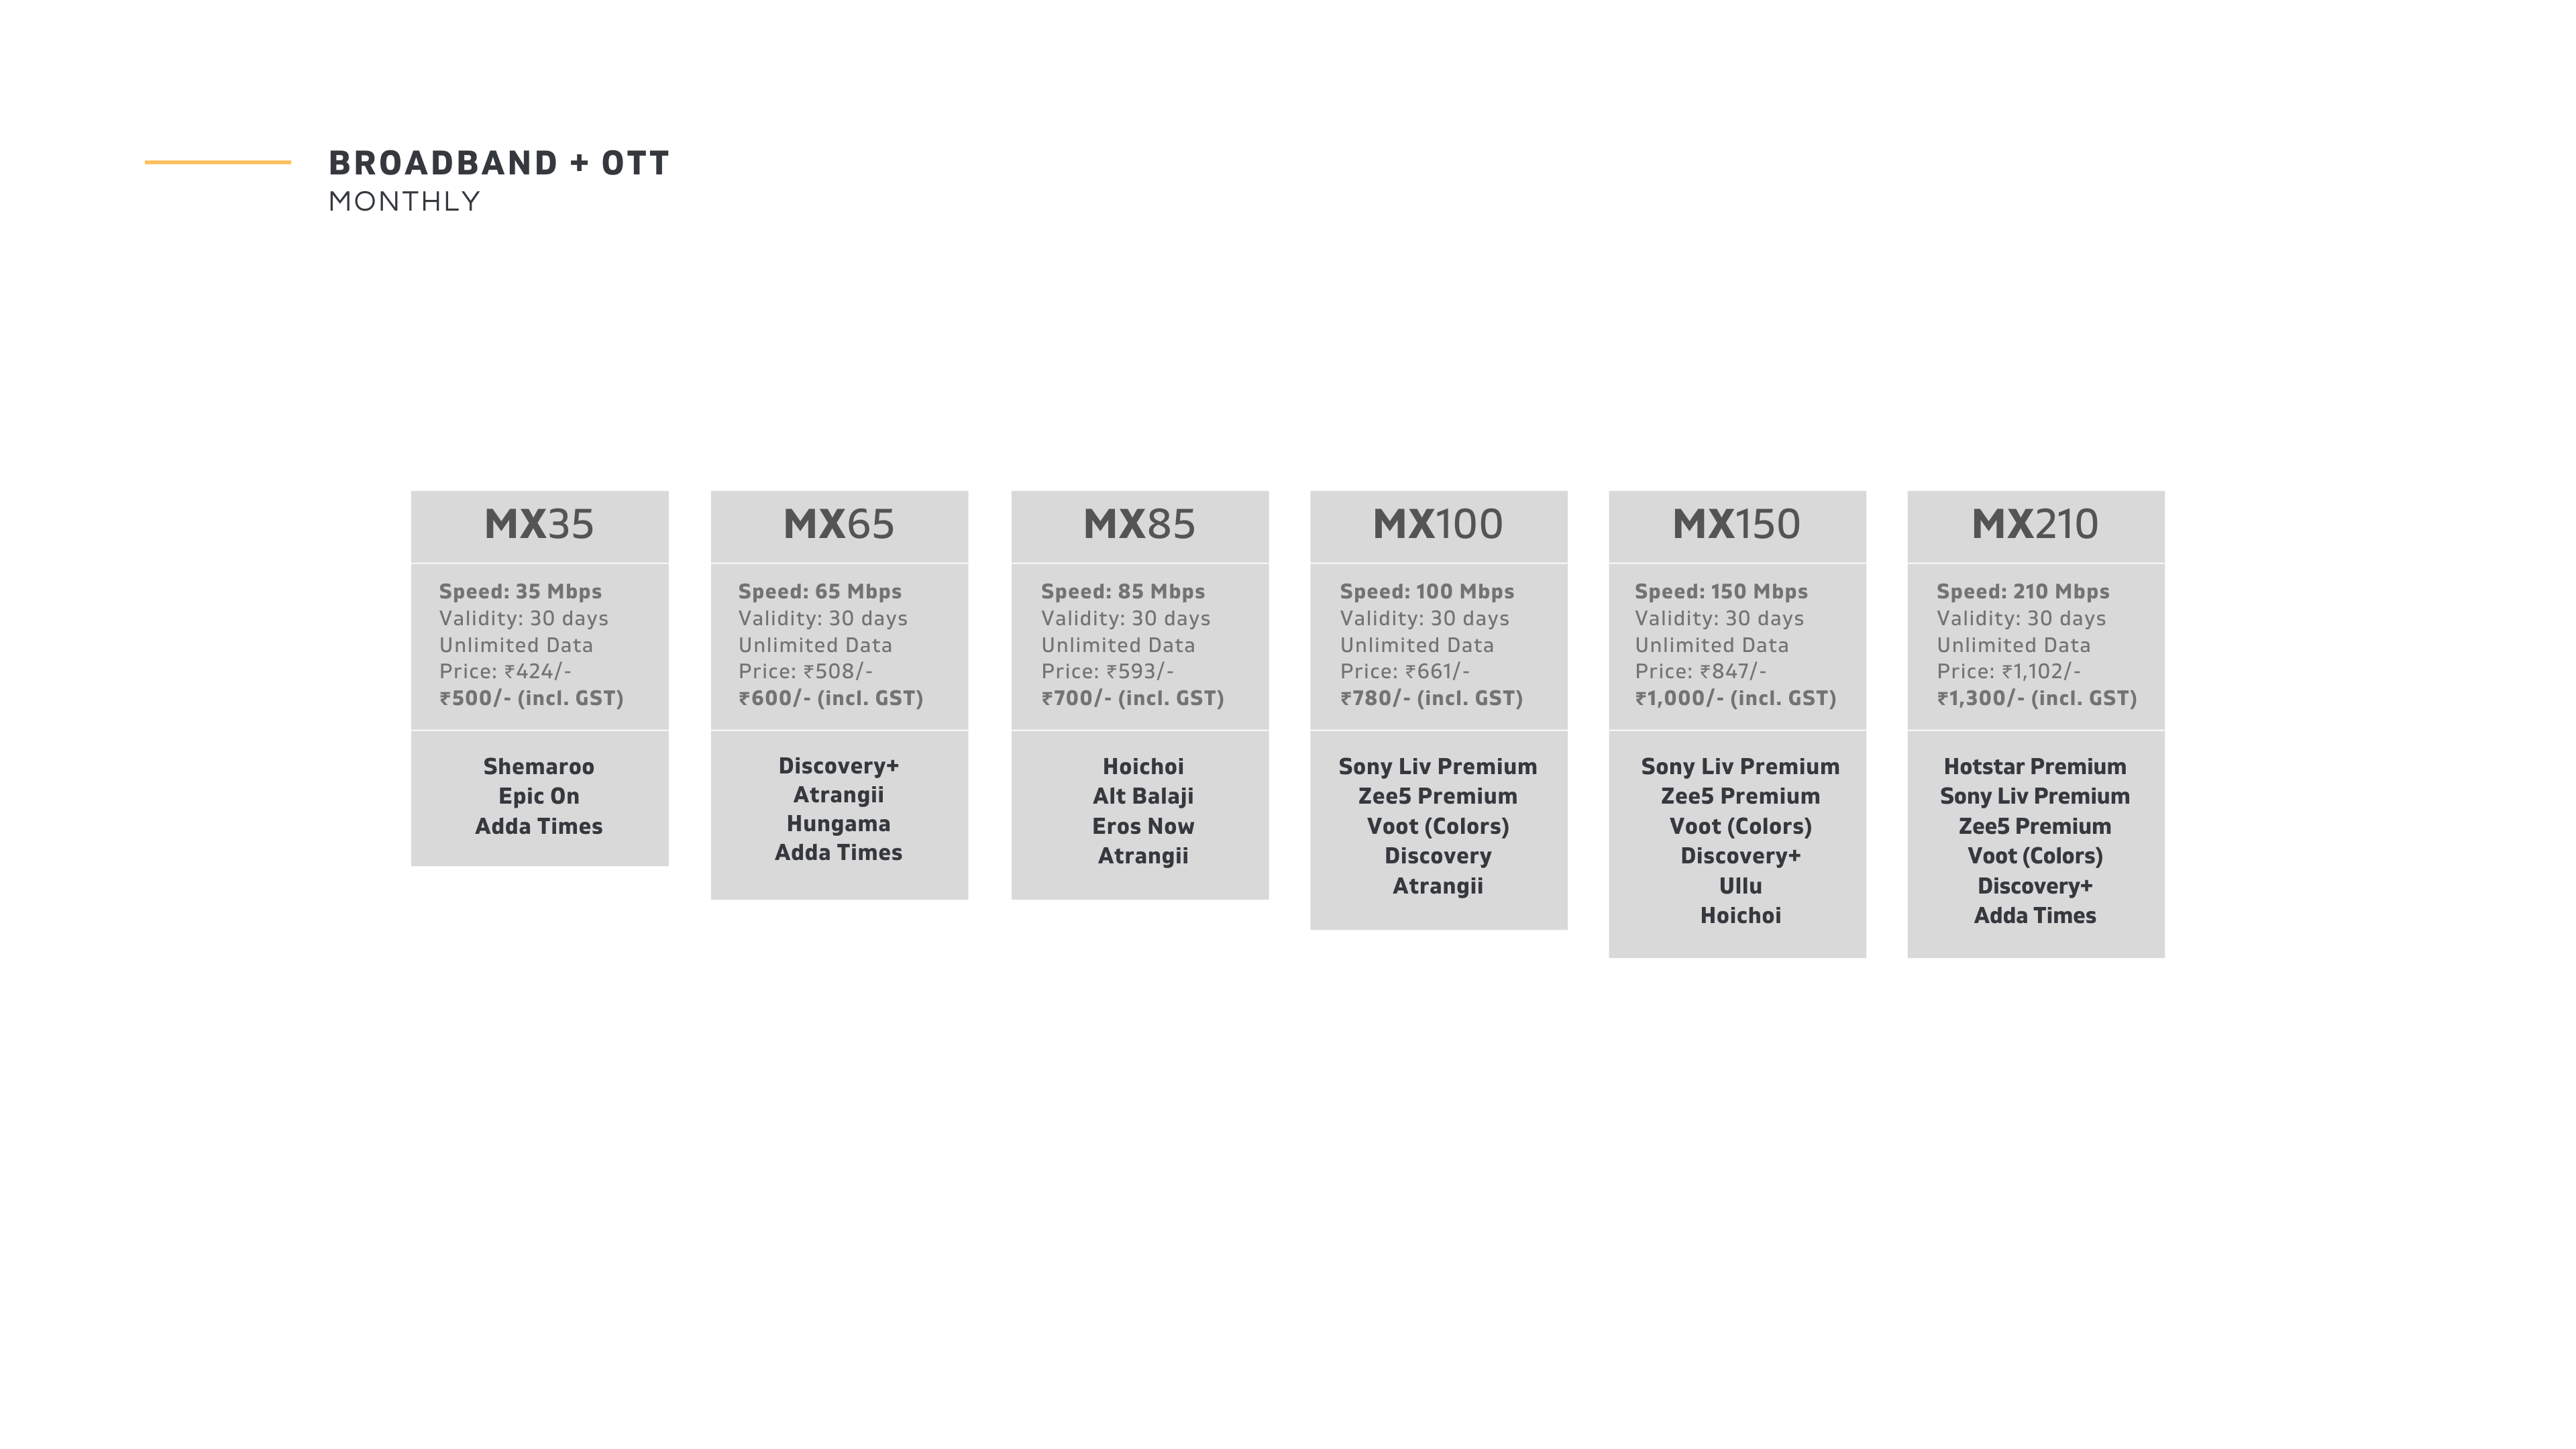 BROADBAND + OTT
MONTHLY
MX35
Speed: 35 Mbps
Validity: 30 days
Unlimited Data
Price: ₹424/-
₹500/- (incl. GST)
Shemaroo
Epic On
Adda Times
MX65
Speed: 65 Mbps
Validity: 30 days
Unlimited Data
Price: ₹508/-
₹600/- (incl. GST)
Discovery+
Atrangii
Hungama
Adda Times
MX85
Speed: 85 Mbps
Validity: 30 days
Unlimited Data
Price: ₹593/-
₹700/- (incl. GST)
Hoichoi
Alt Balaji
Eros Now
Atrangii
MX100
Speed: 100 Mbps
Validity: 30 days
Unlimited Data
Price: ₹661/-
₹780/- (incl. GST)
Sony Liv Premium
Zee5 Premium
Voot (Colors)
Discovery
Atrangii
MX150
Speed: 150 Mbps
Validity: 30 days
Unlimited Data
Price: ₹847/-
₹1,000/- (incl. GST)
Sony Liv Premium
Zee5 Premium
Voot (Colors)
Discovery+
Ullu
Hoichoi
MX210
Speed: 210 Mbps
Validity: 30 days
Unlimited Data
Price: ₹1,102/-
₹1,300/- (incl. GST)
Hotstar Premium
Sony Liv Premium
Zee5 Premium
Voot (Colors)
Discovery+
Adda Times